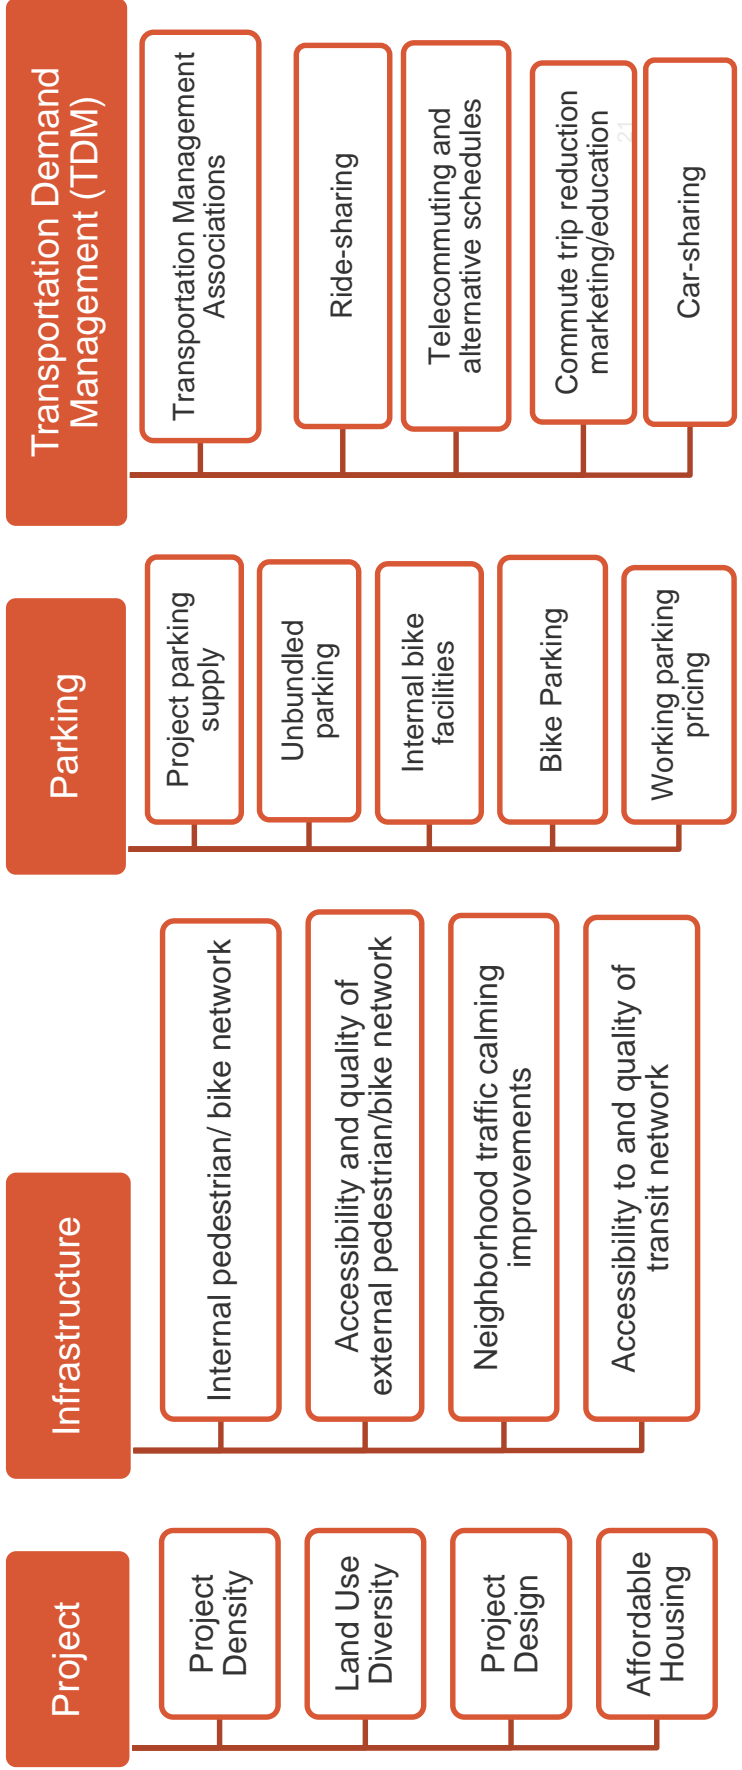 Project
Project
Density
Land Use
Diversity
Project
Design
Affordable
Housing
Infrastructure
Internal pedestrian/ bike network
Accessibility and quality of
external pedestrian/bike network
Neighborhood traffic calming
improvements
Accessibility to and quality of
transit network
Parking
Project parking
supply
Unbundled
parking
Internal bike
facilities
Bike Parking
Working parking
pricing
Transportation Demand
Management (TDM)
Transportation Management
Associations
Ride-sharing
Telecommuting and
alternative schedules
Commute trip reduction
marketing/education
Car-sharing
21